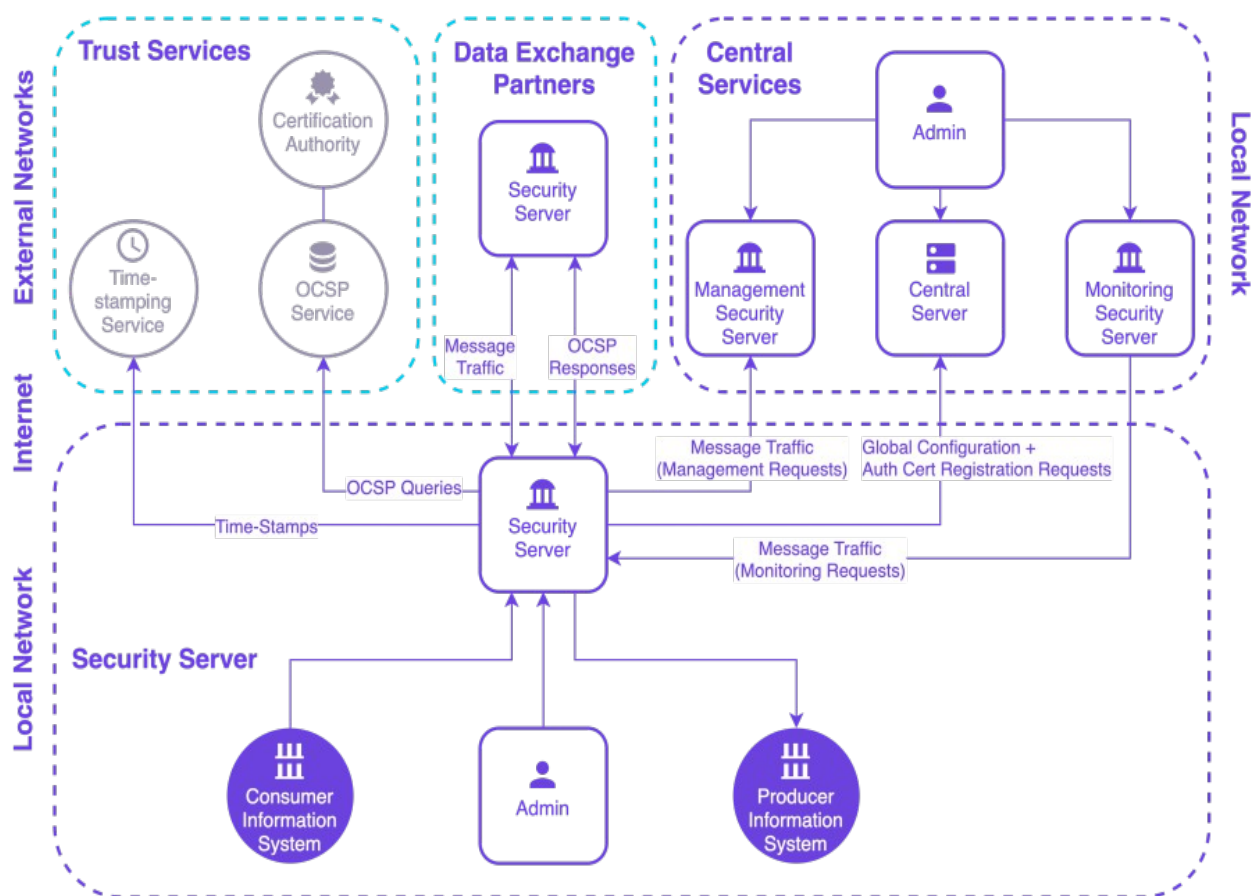 Trust Services
Certification
Authority
Time-
stamping
Service
OCSP
Service
Data Exchange
Partners
Security
Server
Message
Traffic
OCSP
Responses
Central
Services
Admin
Management
Security
Server
Central
Server
Monitoring
Security
Server
External Networks
Internet
Local Network
Local Network
OCSP Queries
Time-Stamps
Security
Server
Message Traffic
(Management Requests)
Global Configuration +
Auth Cert Registration Requests
Message Traffic
(Monitoring Requests)
Security Server
Consumer
Information
System
Admin
Producer
Information
System